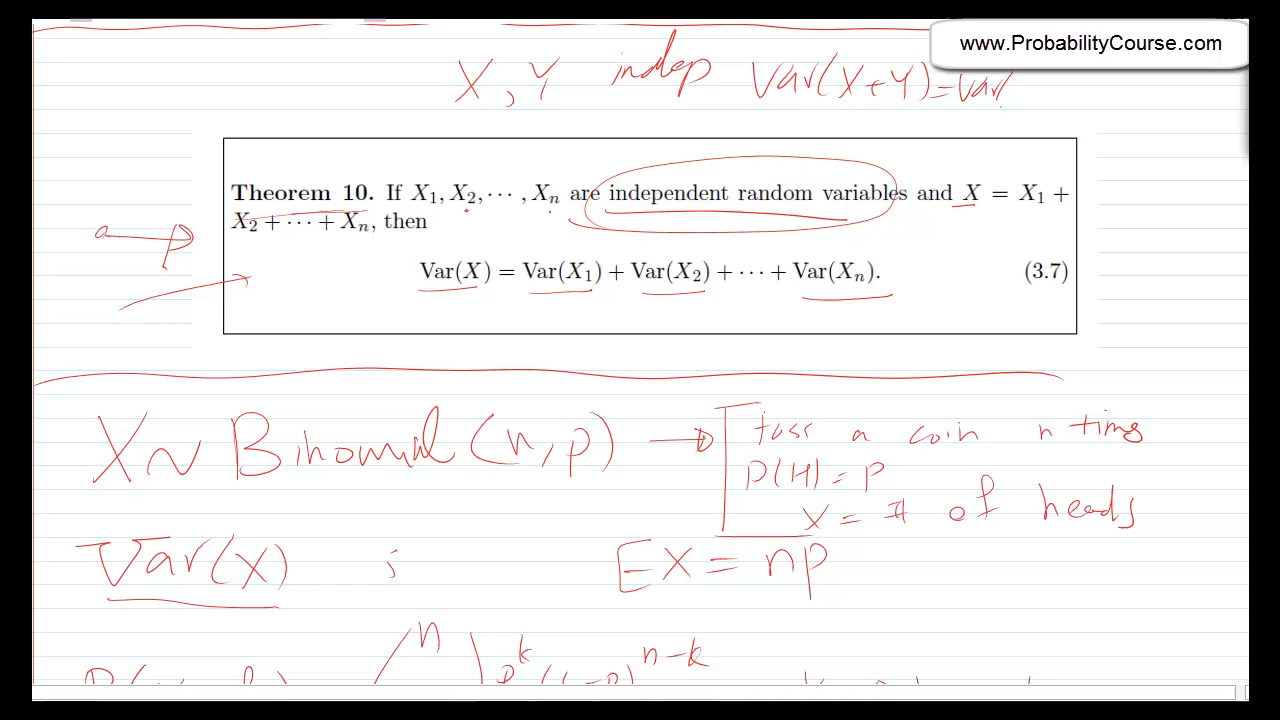 www.ProbabilityCourse.com
X, Y indep Var(X+Y)=Var(
Theorem 10. If X₁, X₂, ⋯ , Xₙ are independent random variables and X = X₁ +
X₂ + ⋯ + Xₙ, then
Var(X) = Var(X₁) + Var(X₂) + ⋯ + Var(Xₙ). (3.7)
X ~ Binomial (n, p) → toss a coin n times
P(H) = p
X = # of heads
Var(X) ; EX = np
n
p^k (1-p)^{n-k}